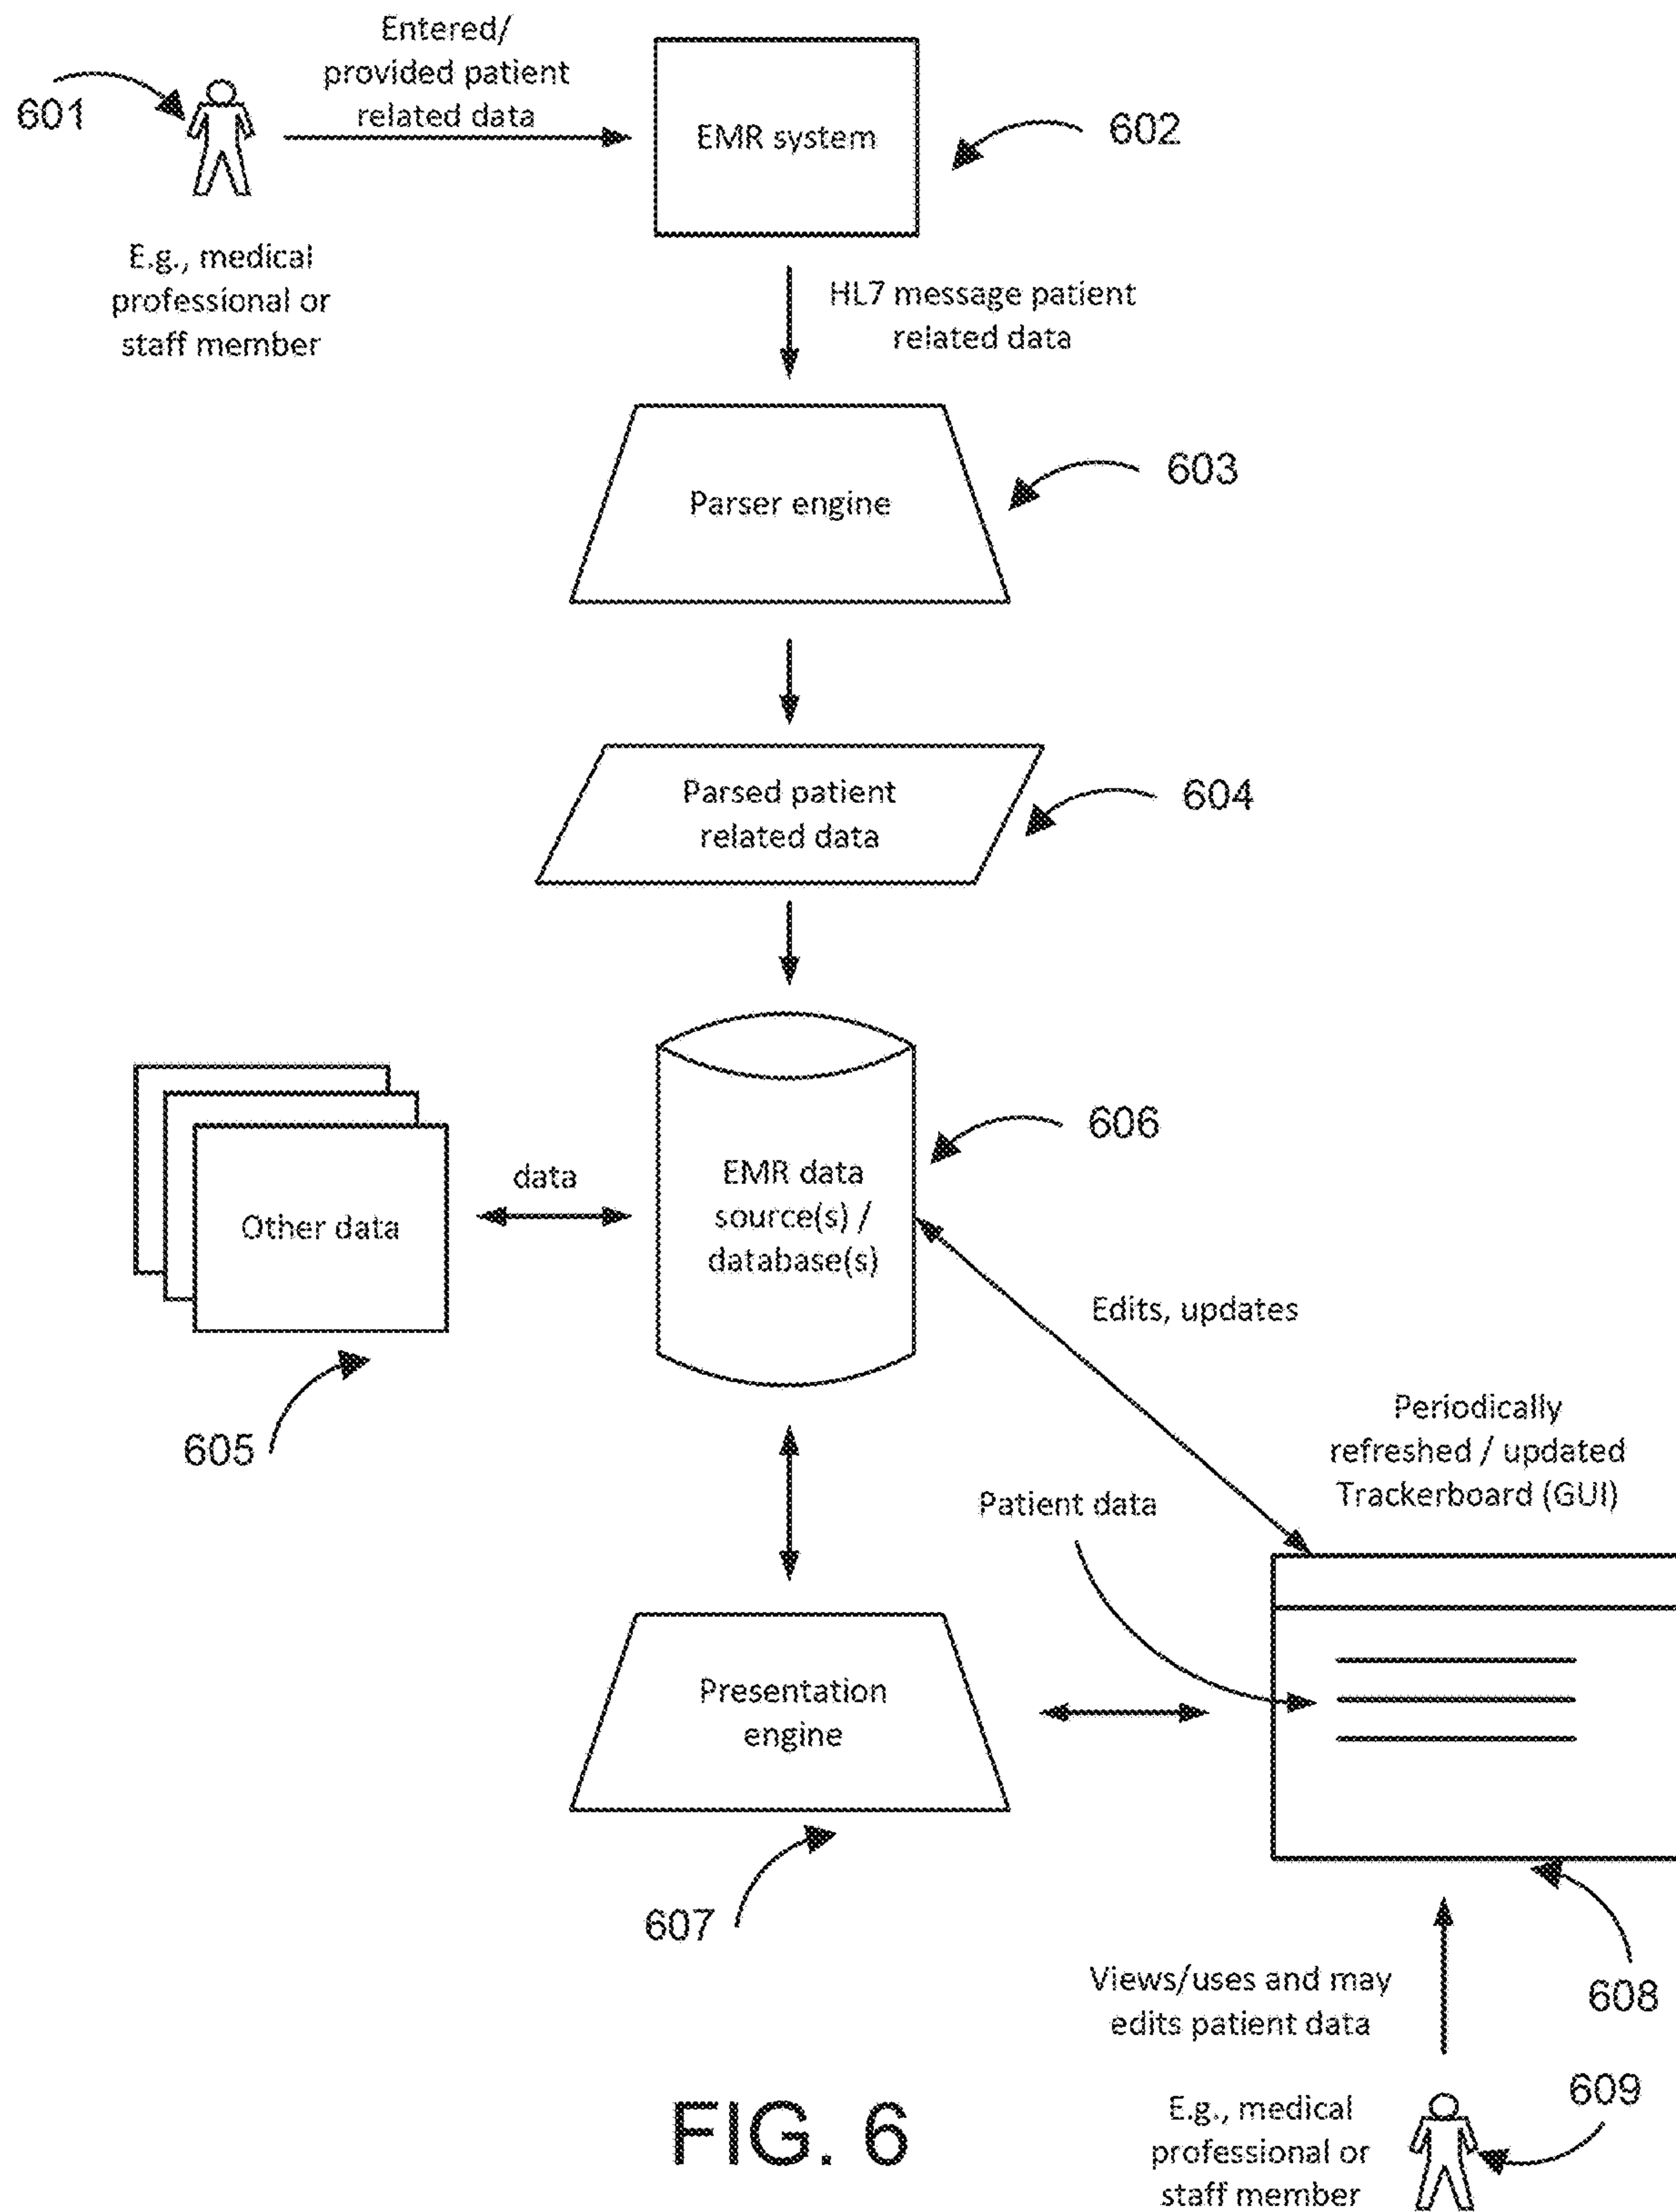 Entered/
provided patient
related data
601
EMR system
602
E.g., medical
professional or
staff member
HL7 message patient
related data
Parser engine
603
Parsed patient
related data
604
606
data
EMR data
source(s) /
database(s)
Other data
Edits, updates
605
Periodically
refreshed / updated
Trackerboard (GUI)
Patient data
Presentation
engine
607
Views/uses and may
edits patient data
608
609
E.g., medical
professional or
staff member
FIG. 6